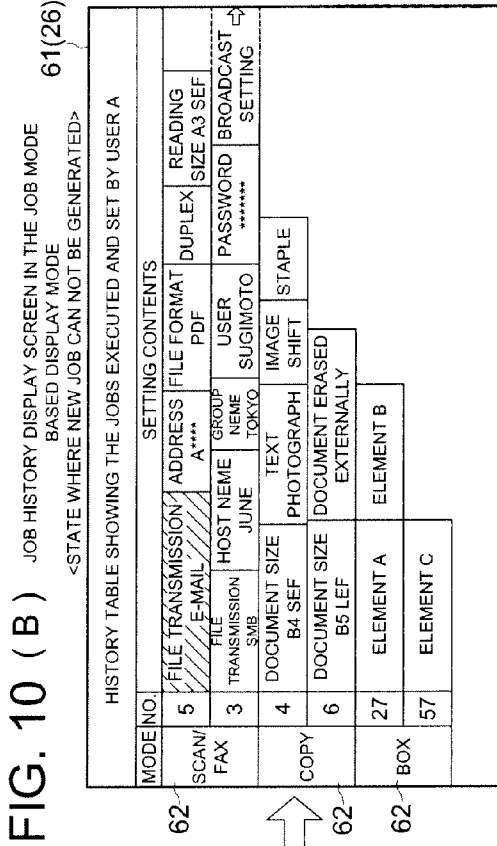 FIG. 10 (B) JOB HISTORY DISPLAY SCREEN IN THE JOB MODE
BASED DISPLAY MODE
<STATE WHERE NEW JOB CAN NOT BE GENERATED>
61(26)
HISTORY TABLE SHOWING THE JOBS EXECUTED AND SET BY USER A
MODE NO. SETTING CONTENTS
62
SCAN/
FAX
5
FILE TRANSMISSION
E-MAIL
ADDRESS
A****
FILE FORMAT
PDF
DUPLEX
READING
SIZE A3 SEF
3
FILE
TRANSMISSION
SMB
HOST NEME
JUNE
GROUP
NEME
TOKYO
USER
SUGIMOTO
PASSWORD
*******
BROADCAST
SETTING
62
COPY
4
DOCUMENT SIZE
B4 SEF
TEXT
PHOTOGRAPH
IMAGE
SHIFT
STAPLE
6
DOCUMENT SIZE
B5 LEF
DOCUMENT ERASED
EXTERNALLY
62
BOX
27
ELEMENT A
ELEMENT B
57
ELEMENT C